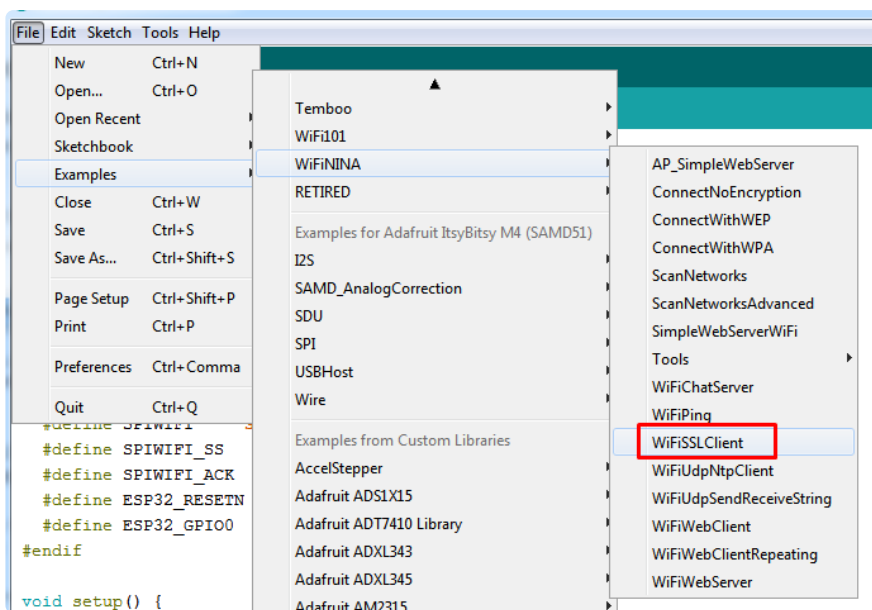 File Edit Sketch Tools Help
New Ctrl+N
Open... Ctrl+O
Open Recent
Sketchbook
Examples
Close Ctrl+W
Save Ctrl+S
Save As... Ctrl+Shift+S
Page Setup Ctrl+Shift+P
Print Ctrl+P
Preferences Ctrl+Comma
Quit Ctrl+Q
#define SPIWIFI S
#define SPIWIFI_SS
#define SPIWIFI_ACK
#define ESP32_RESETN
#define ESP32_GPIO0
#endif
void setup() {
Temboo
WiFi101
WiFiNINA
RETIRED
Examples for Adafruit ItsyBitsy M4 (SAMD51)
I2S
SAMD_AnalogCorrection
SDU
SPI
USBHost
Wire
Examples from Custom Libraries
AccelStepper
Adafruit ADS1X15
Adafruit ADT7410 Library
Adafruit ADXL343
Adafruit ADXL345
Adafruit AM2315
AP_SimpleWebServer
ConnectNoEncryption
ConnectWithWEP
ConnectWithWPA
ScanNetworks
ScanNetworksAdvanced
SimpleWebServerWiFi
Tools
WiFiChatServer
WiFiPing
WiFiSSLClient
WiFiUdpNtpClient
WiFiUdpSendReceiveString
WiFiWebClient
WiFiWebClientRepeating
WiFiWebServer